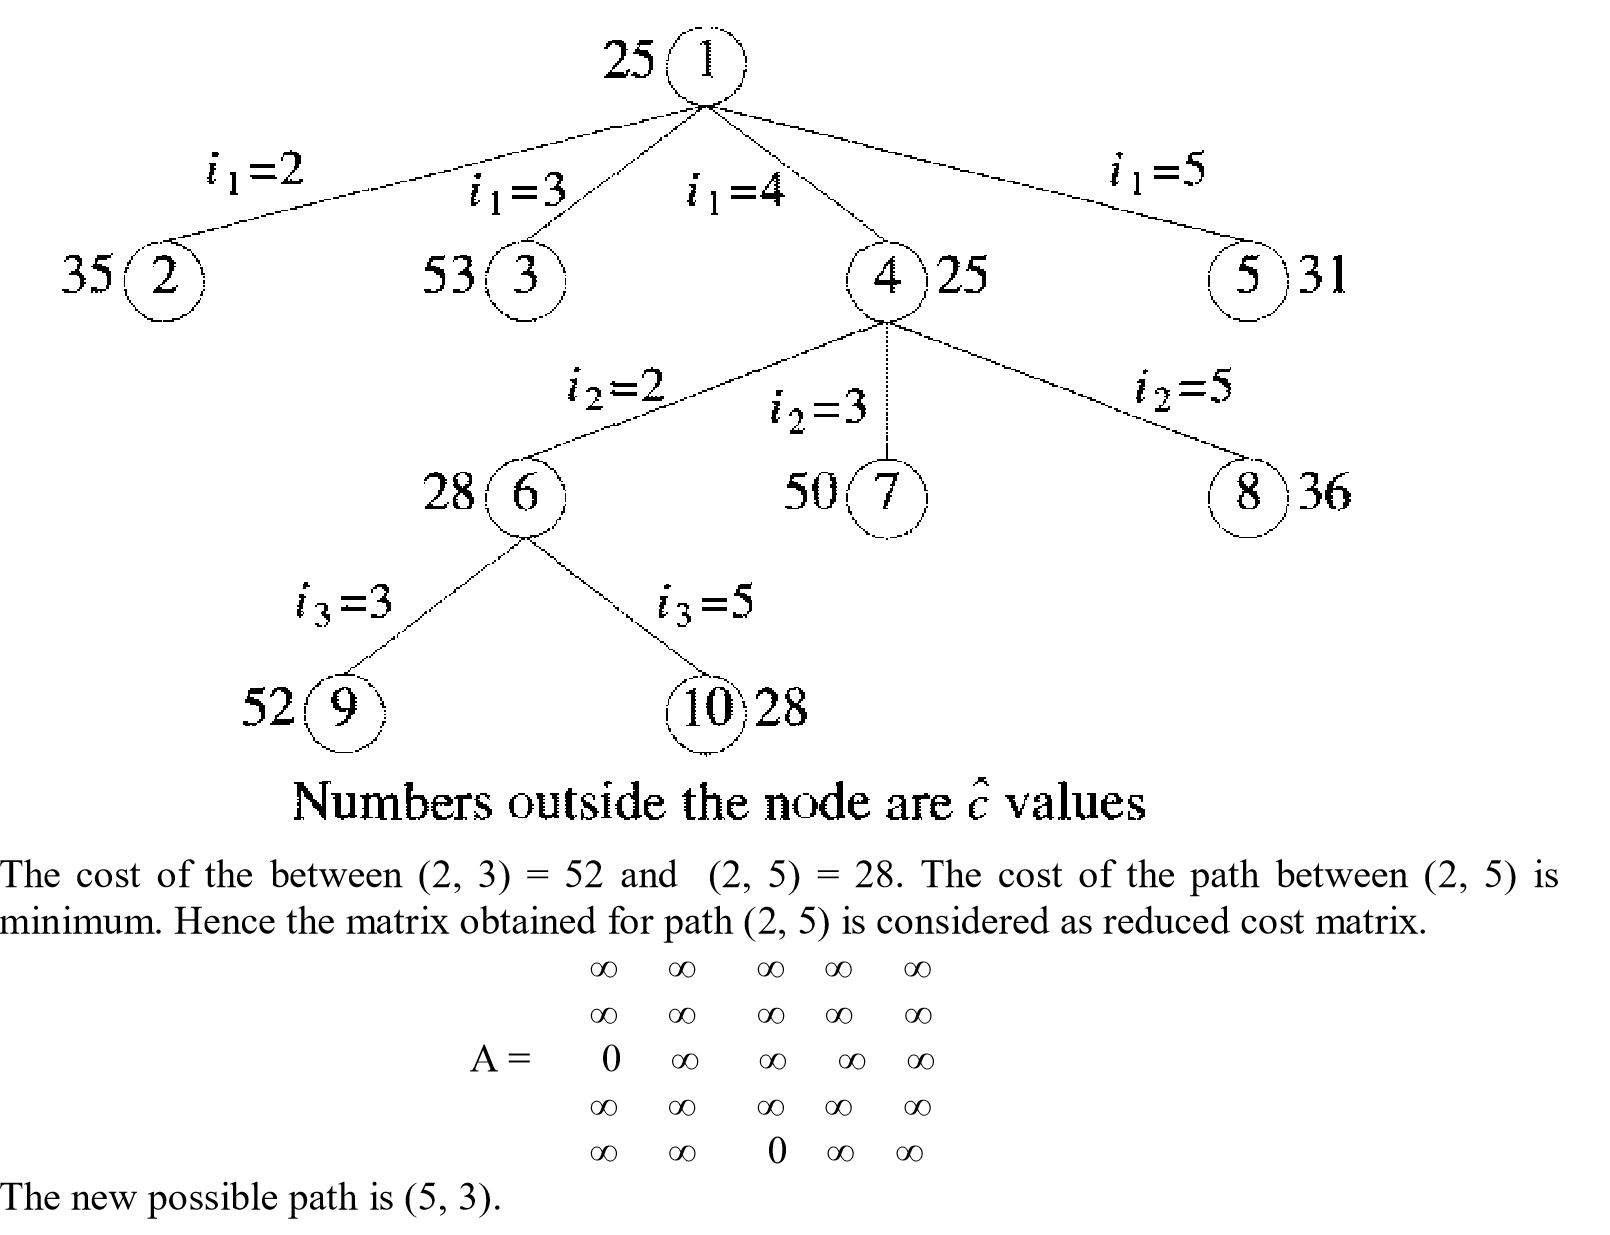 25 1
i1=2 i1=3 i1=4 i1=5
35 2 53 3 4 25 5 31
i2=2 i2=3 i2=5
28 6 50 7 8 36
i3=3 i3=5
52 9 10 28
Numbers outside the node are ĉ values
The cost of the between (2, 3) = 52 and (2, 5) = 28. The cost of the path between (2, 5) is
minimum. Hence the matrix obtained for path (2, 5) is considered as reduced cost matrix.
∞ ∞ ∞ ∞ ∞
∞ ∞ ∞ ∞ ∞
A = 0 ∞ ∞ ∞ ∞
∞ ∞ ∞ ∞ ∞
∞ ∞ 0 ∞ ∞
The new possible path is (5, 3).